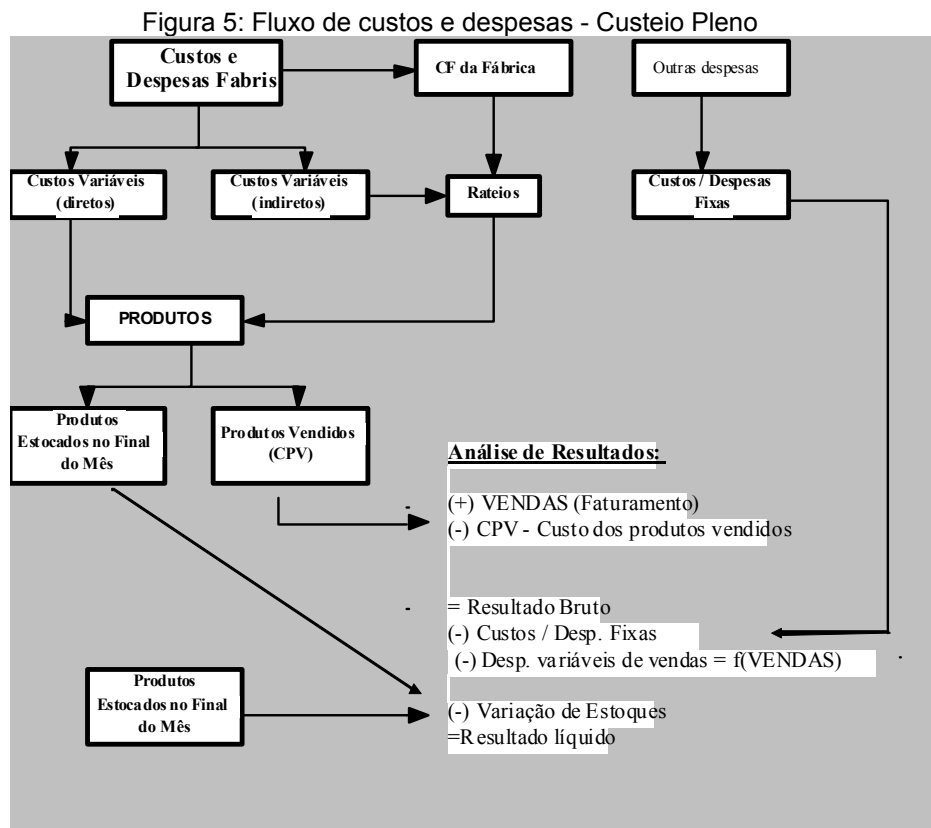 Figura 5: Fluxo de custos e despesas - Custeio Pleno
Custos e
Despesas Fabris
CF da Fábrica
Outras despesas
Custos Variáveis
(diretos)
Custos Variáveis
(indiretos)
Rateios
Custos / Despesas
Fixas
PRODUTOS
Produtos
Estocados no Final
do Mês
Produtos Vendidos
(CPV)
Análise de Resultados:
(+) VENDAS (Faturamento)
(-) CPV - Custo dos produtos vendidos
= Resultado Bruto
(-) Custos / Desp. Fixas
(-) Desp. variáveis de vendas = f(VENDAS)
Produtos
Estocados no Final
do Mês
(-) Variação de Estoques
=Resultado líquido